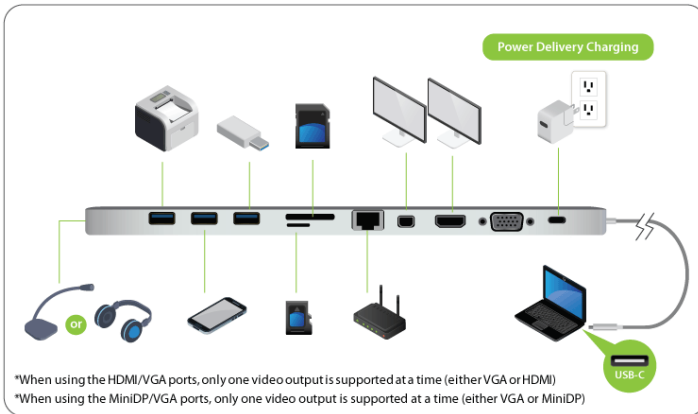 Power Delivery Charging
or
USB-C
*When using the HDMI/VGA ports, only one video output is supported at a time (either VGA or HDMI)
*When using the MiniDP/VGA ports, only one video output is supported at a time (either VGA or MiniDP)